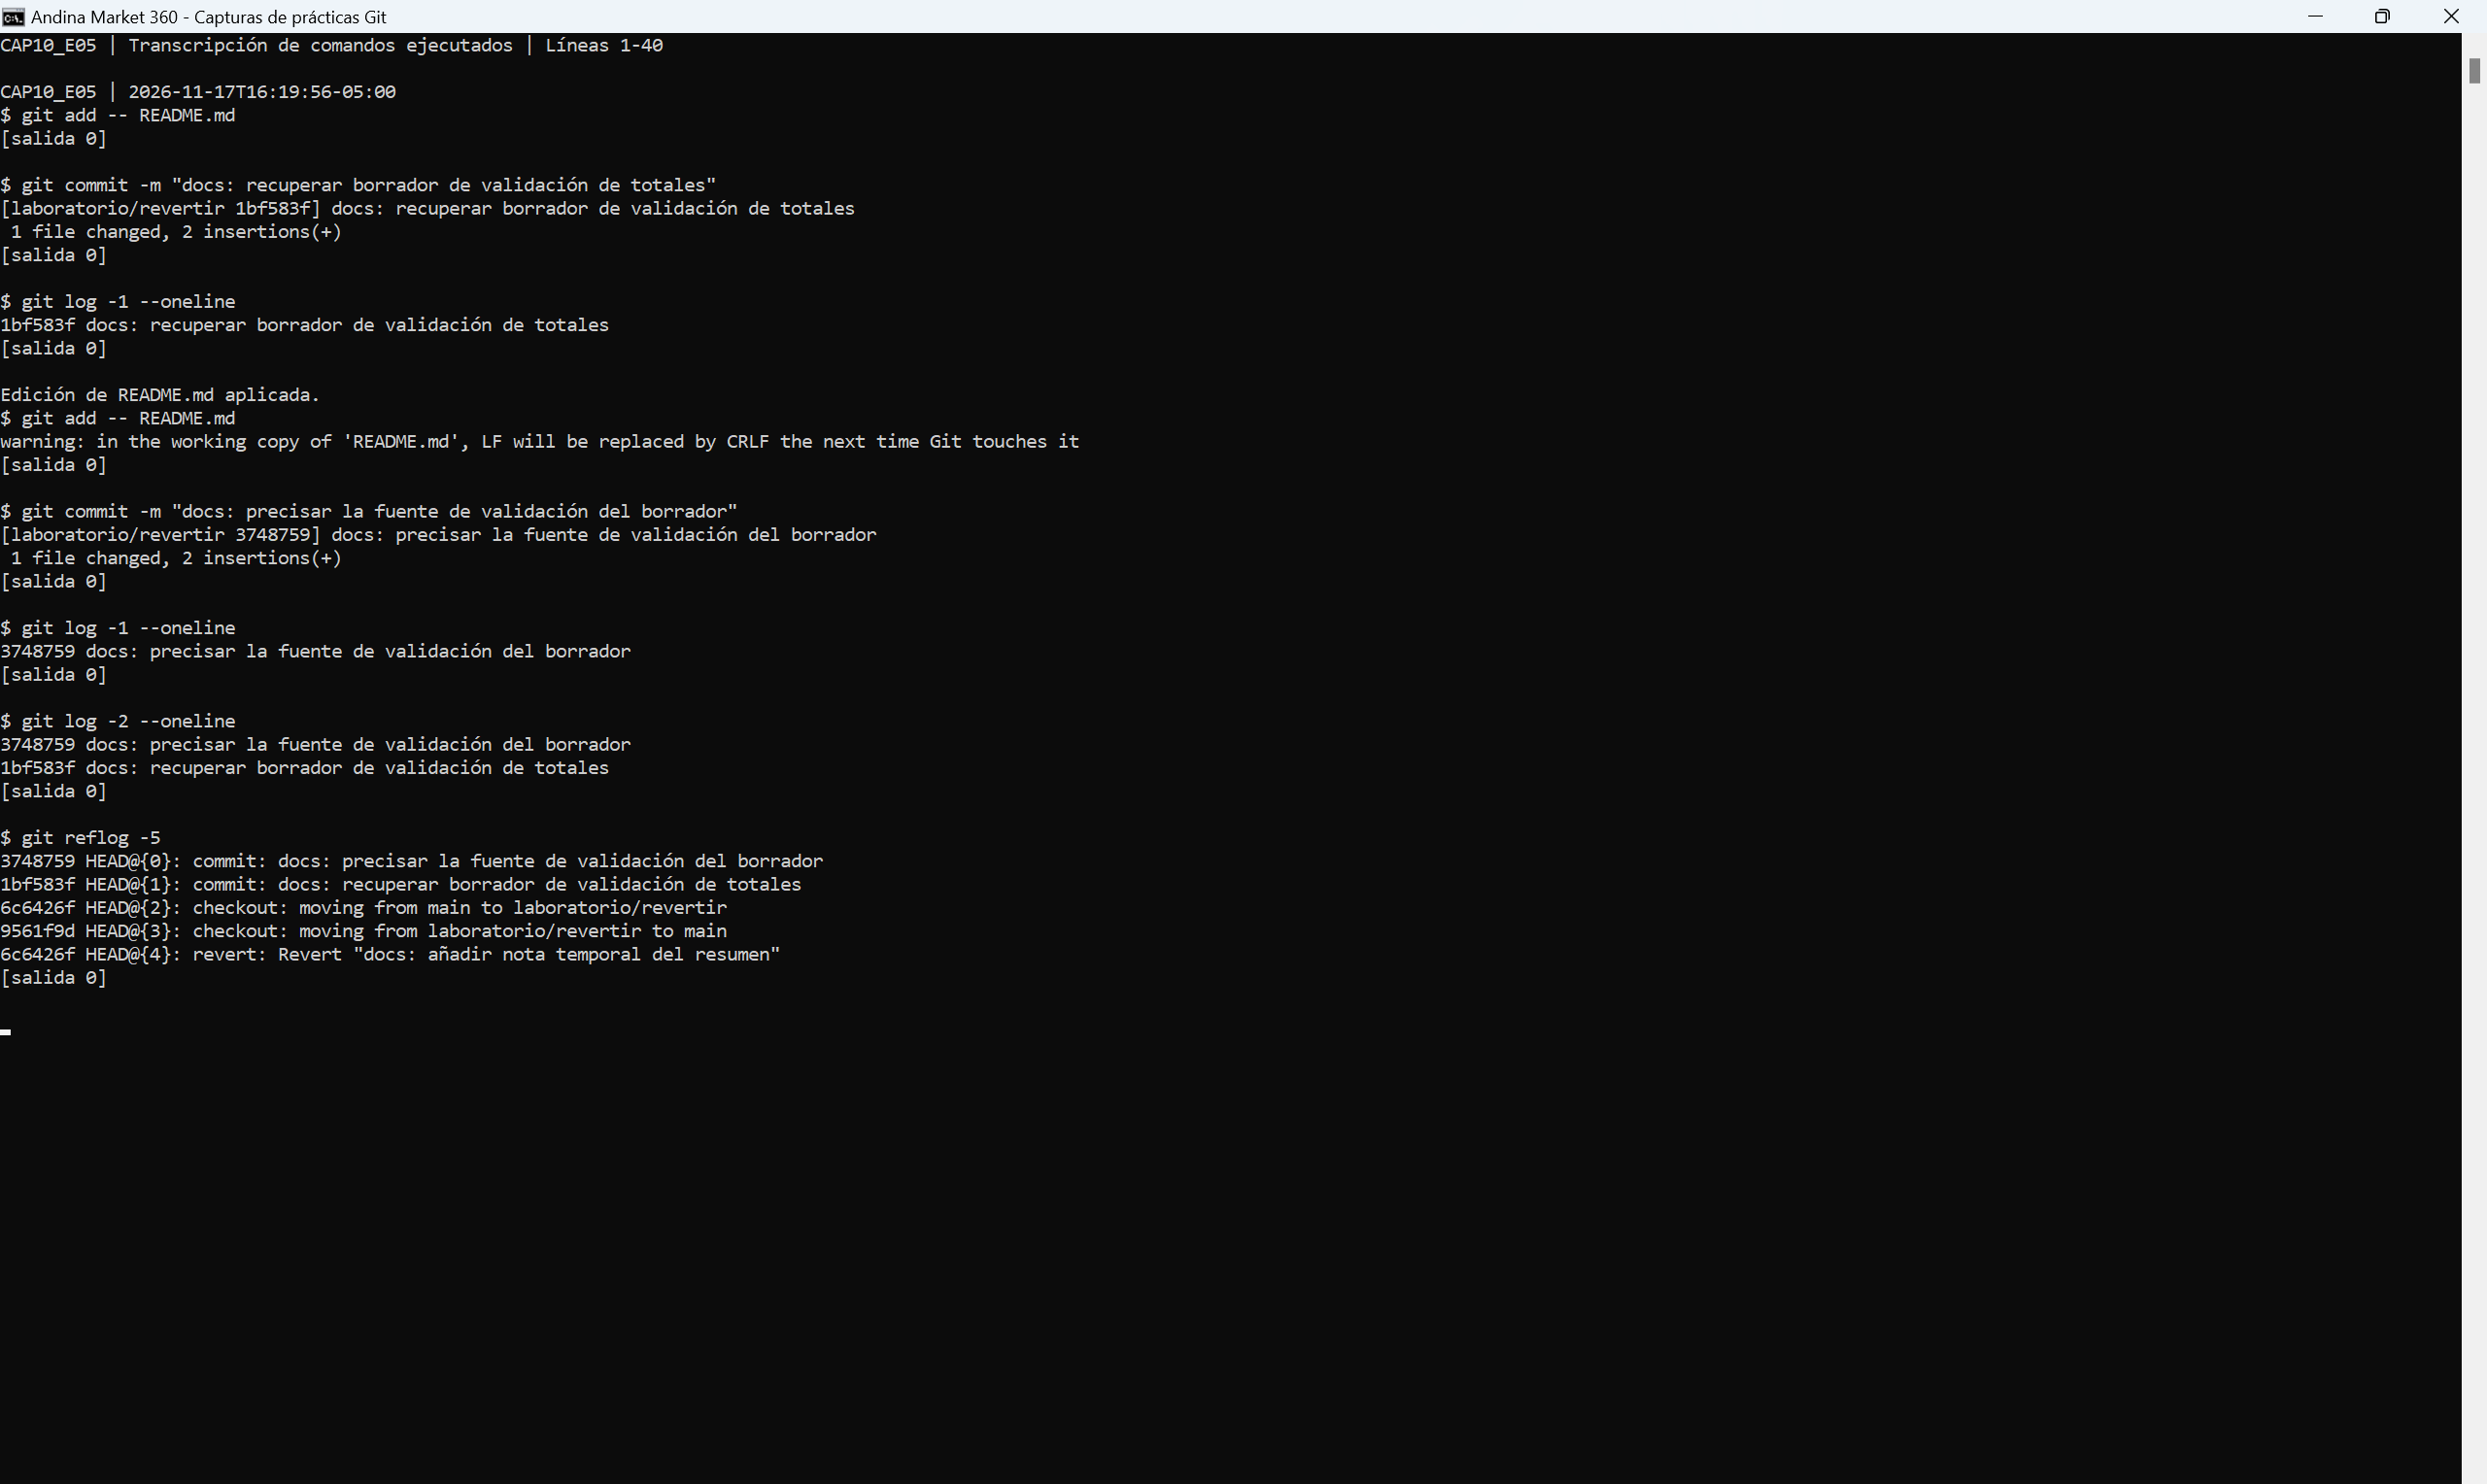 Andina Market 360 - Capturas de prácticas Git
CAP10_E05 | Transcripción de comandos ejecutados | Líneas 1-40
CAP10_E05 | 2026-11-17T16:19:56-05:00
$ git add -- README.md
[salida 0]
$ git commit -m "docs: recuperar borrador de validación de totales"
[laboratorio/revertir 1bf583f] docs: recuperar borrador de validación de totales
 1 file changed, 2 insertions(+)
[salida 0]
$ git log -1 --oneline
1bf583f docs: recuperar borrador de validación de totales
[salida 0]
Edición de README.md aplicada.
$ git add -- README.md
warning: in the working copy of 'README.md', LF will be replaced by CRLF the next time Git touches it
[salida 0]
$ git commit -m "docs: precisar la fuente de validación del borrador"
[laboratorio/revertir 3748759] docs: precisar la fuente de validación del borrador
 1 file changed, 2 insertions(+)
[salida 0]
$ git log -1 --oneline
3748759 docs: precisar la fuente de validación del borrador
[salida 0]
$ git log -2 --oneline
3748759 docs: precisar la fuente de validación del borrador
1bf583f docs: recuperar borrador de validación de totales
[salida 0]
$ git reflog -5
3748759 HEAD@{0}: commit: docs: precisar la fuente de validación del borrador
1bf583f HEAD@{1}: commit: docs: recuperar borrador de validación de totales
6c6426f HEAD@{2}: checkout: moving from main to laboratorio/revertir
9561f9d HEAD@{3}: checkout: moving from laboratorio/revertir to main
6c6426f HEAD@{4}: revert: Revert "docs: añadir nota temporal del resumen"
[salida 0]